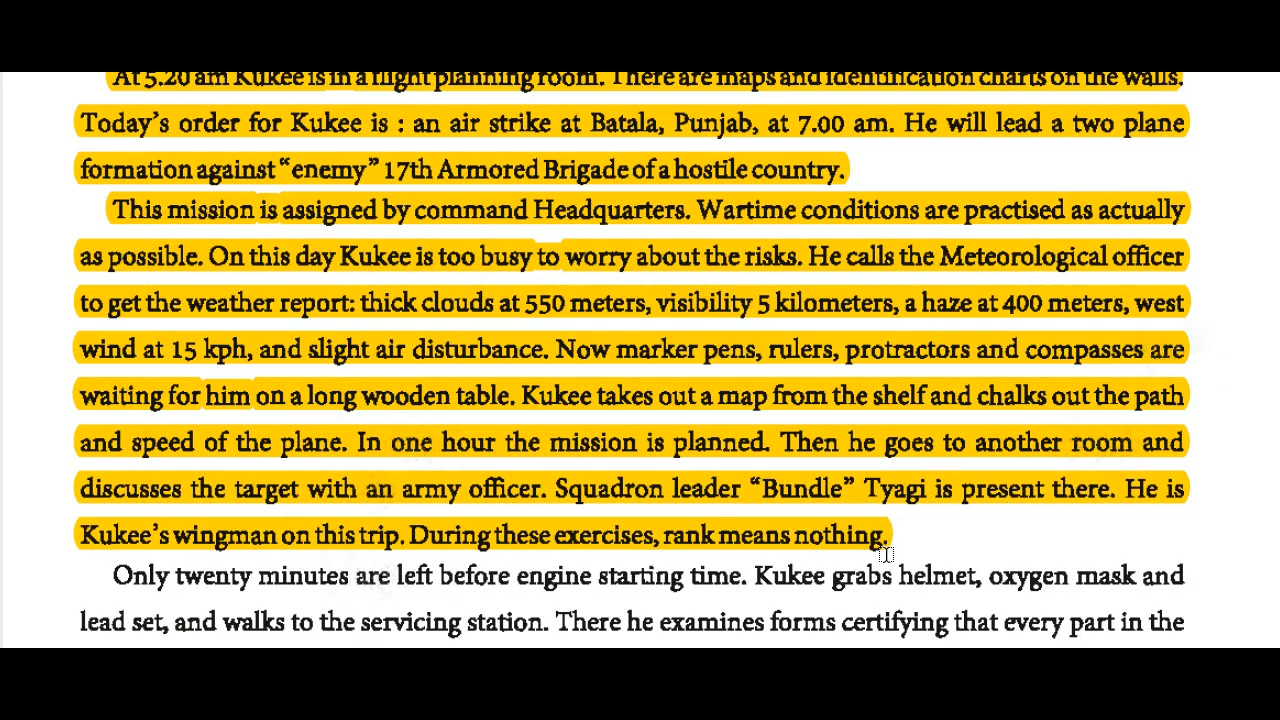 At 5.20 am Kukee is in a flight planning room. There are maps and identification charts on the walls.
Today's order for Kukee is : an air strike at Batala, Punjab, at 7.00 am. He will lead a two plane
formation against “enemy” 17th Armored Brigade of a hostile country.
This mission is assigned by command Headquarters. Wartime conditions are practised as actually
as possible. On this day Kukee is too busy to worry about the risks. He calls the Meteorological officer
to get the weather report: thick clouds at 550 meters, visibility 5 kilometers, a haze at 400 meters, west
wind at 15 kph, and slight air disturbance. Now marker pens, rulers, protractors and compasses are
waiting for him on a long wooden table. Kukee takes out a map from the shelf and chalks out the path
and speed of the plane. In one hour the mission is planned. Then he goes to another room and
discusses the target with an army officer. Squadron leader “Bundle” Tyagi is present there. He is
Kukee's wingman on this trip. During these exercises, rank means nothing.
Only twenty minutes are left before engine starting time. Kukee grabs helmet, oxygen mask and
lead set, and walks to the servicing station. There he examines forms certifying that every part in the